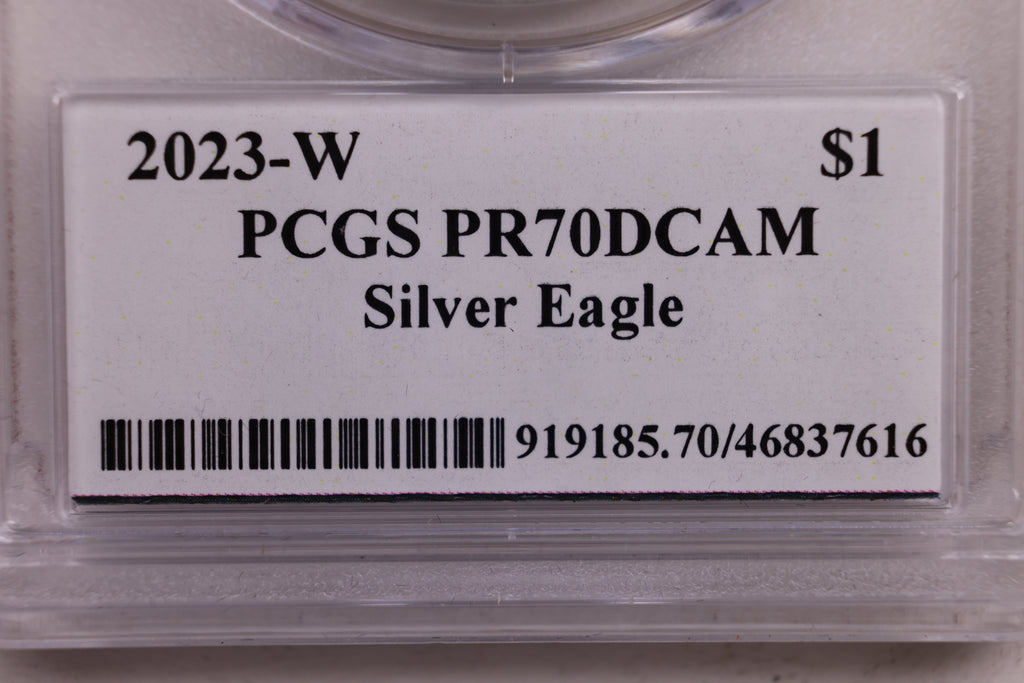 2023-W $1
PCGS PR70DCAM
Silver Eagle
919185.70/46837616